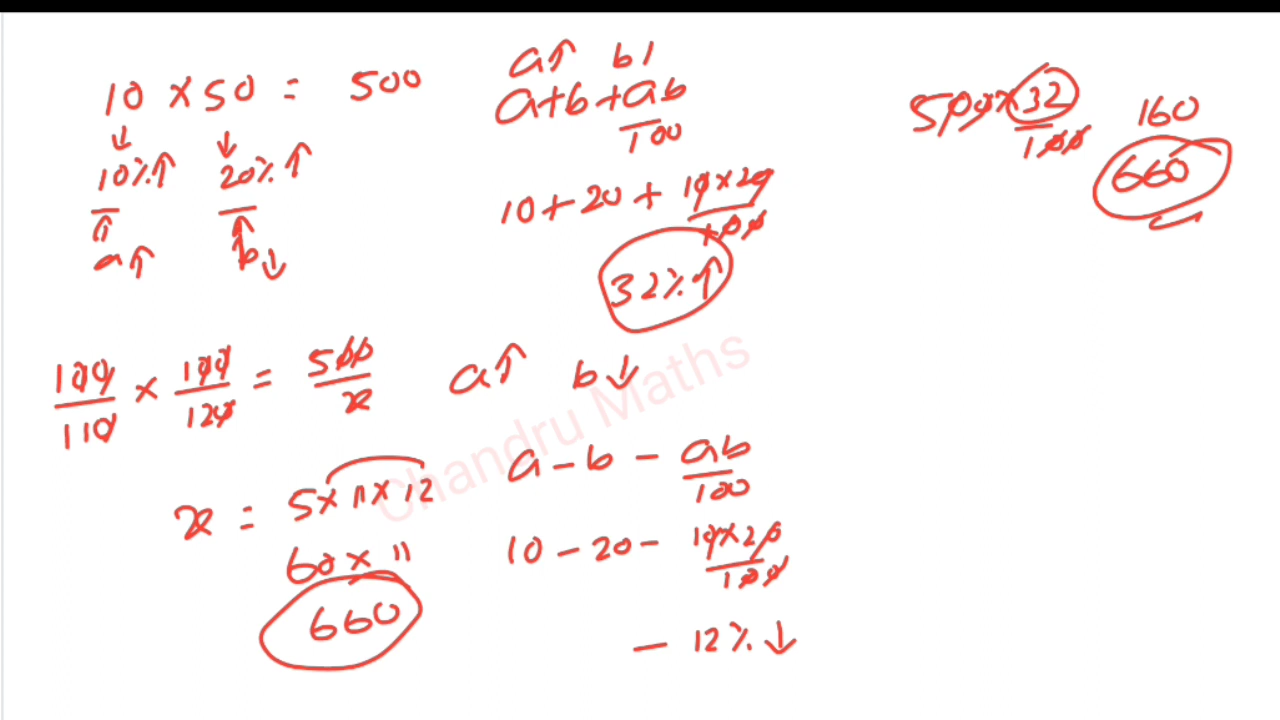 10 × 50 = 500
↓ ↓
10%↑ 20%↑
↑ ↑
a↑ b↓
100/110 × 100/120 = 500/x
x = 5×11×12
60×11
660
a↑ b↑
a+b+ab/100
10+20+10×20/100
32%↑
a↑ b↓
a-b-ab/100
10-20-10×20/100
-12%↓
500×32/100
160
660
Chandru Maths